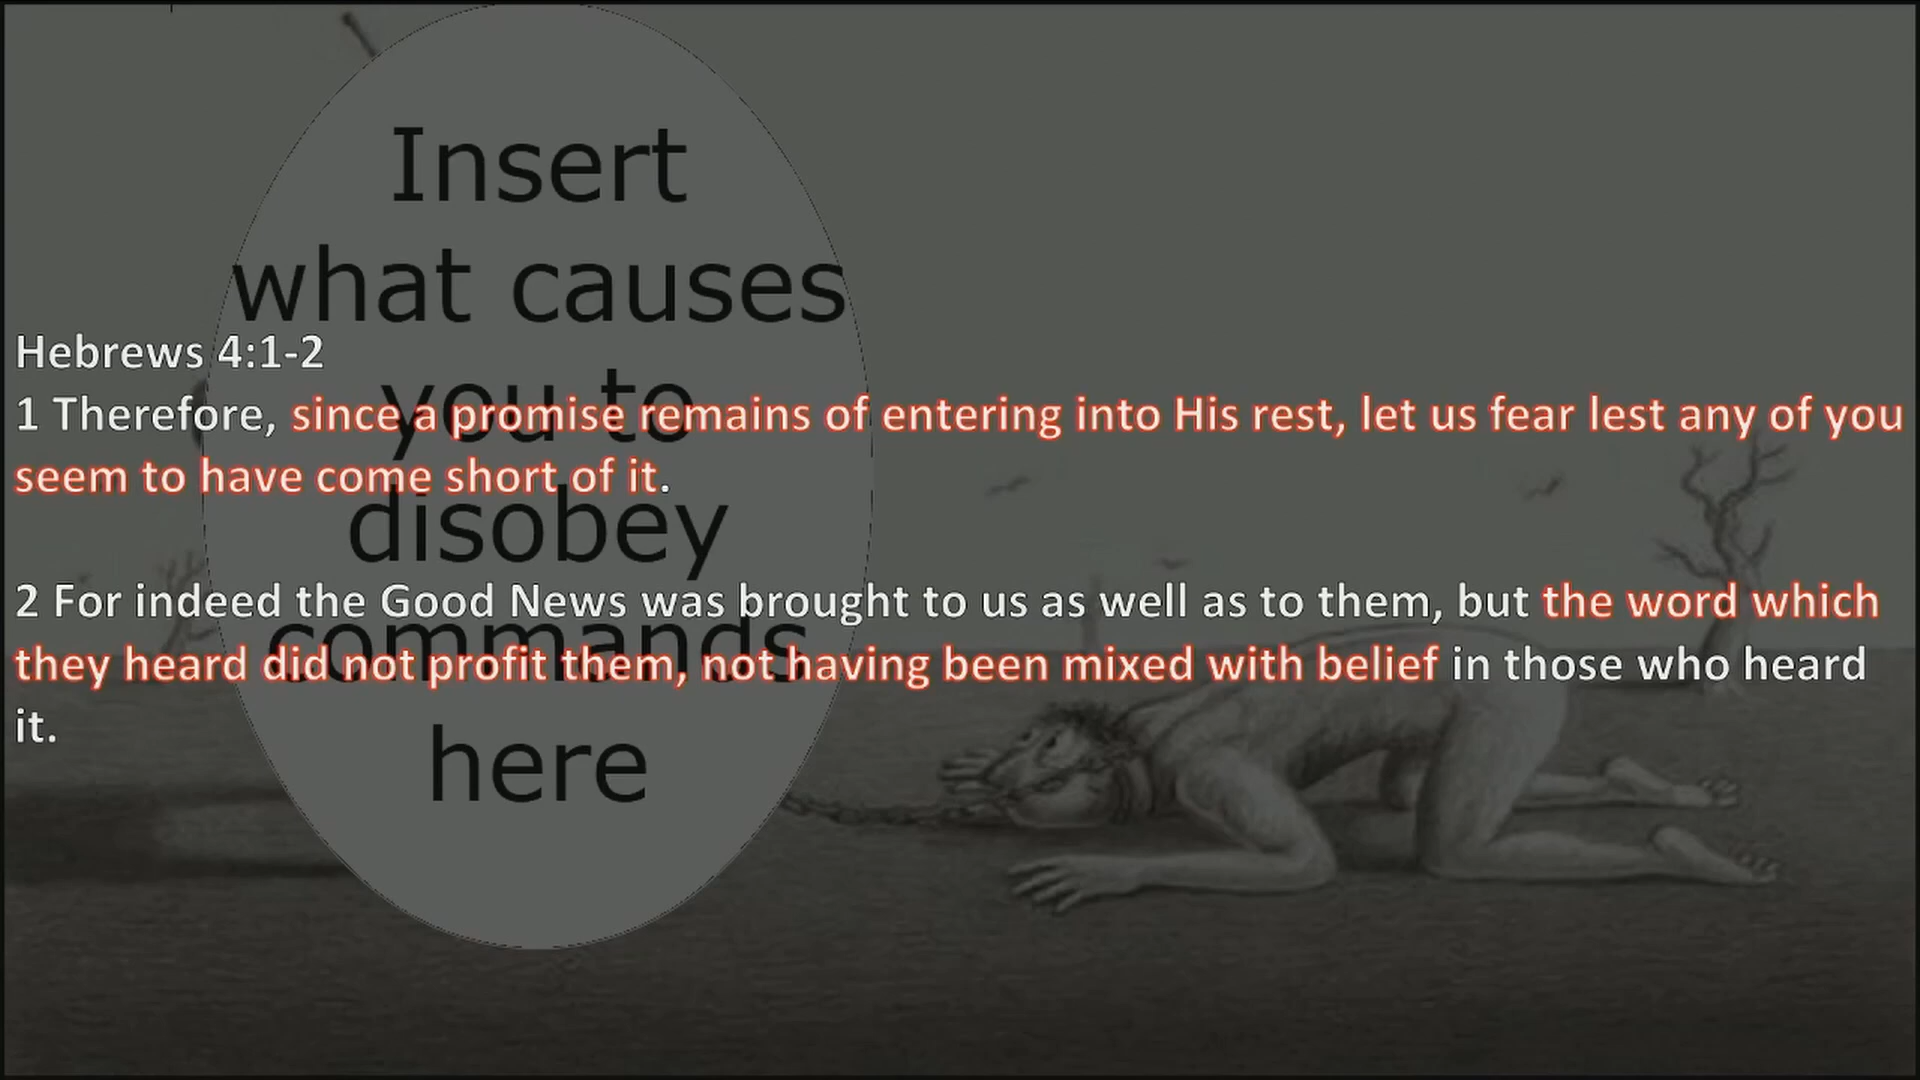 Insert
what causes
you to
disobey
commands
here
Hebrews 4:1-2
1 Therefore, since a promise remains of entering into His rest, let us fear lest any of you
seem to have come short of it.
2 For indeed the Good News was brought to us as well as to them, but the word which
they heard did not profit them, not having been mixed with belief in those who heard
it.